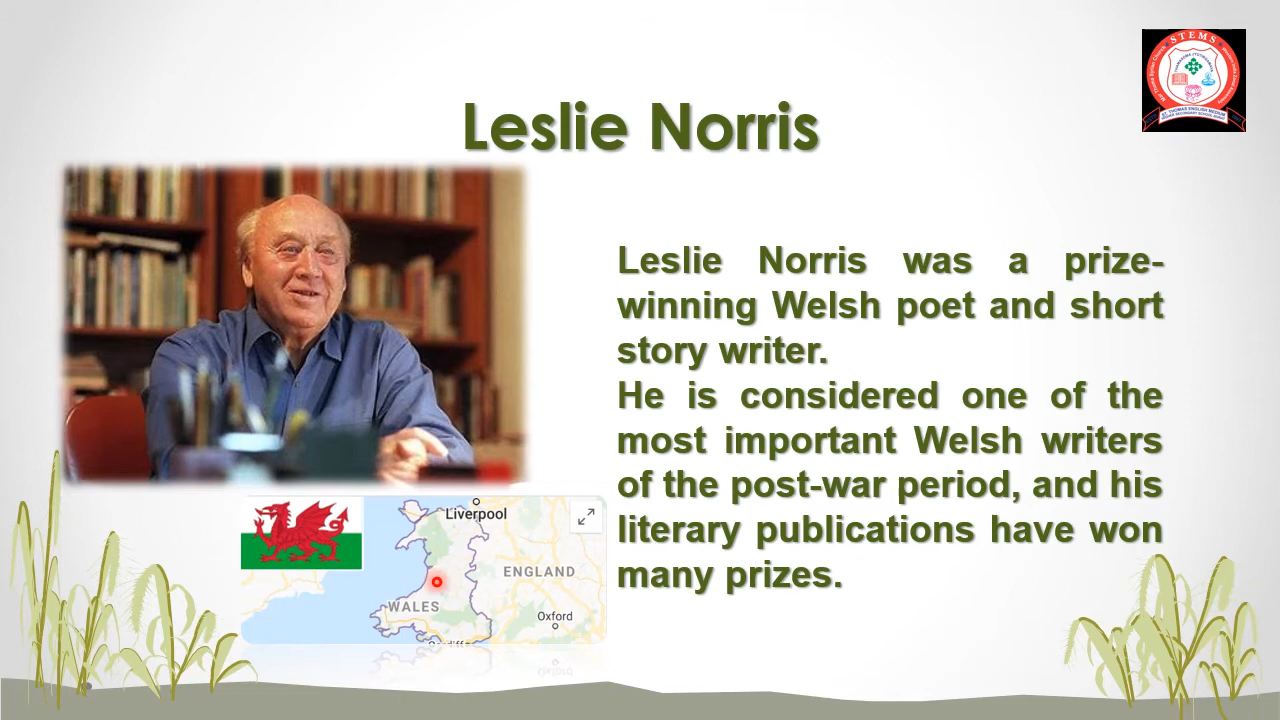 STEMS
Leslie Norris
Leslie Norris was a prize-
winning Welsh poet and short
story writer.
He is considered one of the
most important Welsh writers
of the post-war period, and his
literary publications have won
many prizes.
Liverpool
ENGLAND
WALES
Oxford